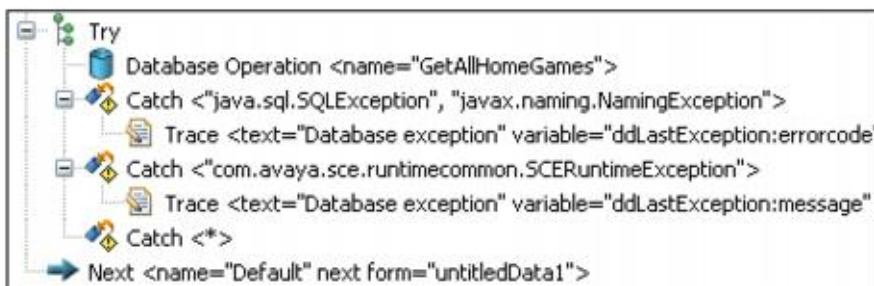 Try
Database Operation <name="GetAllHomeGames">
Catch <"java.sql.SQLException", "javax.naming.NamingException">
Trace <text="Database exception" variable="ddLastException:errorcode"
Catch <"com.avaya.sce.runtimecommon.SCERuntimeException">
Trace <text="Database exception" variable="ddLastException:message"
Catch <*>
Next <name="Default" next form="untitledData1">